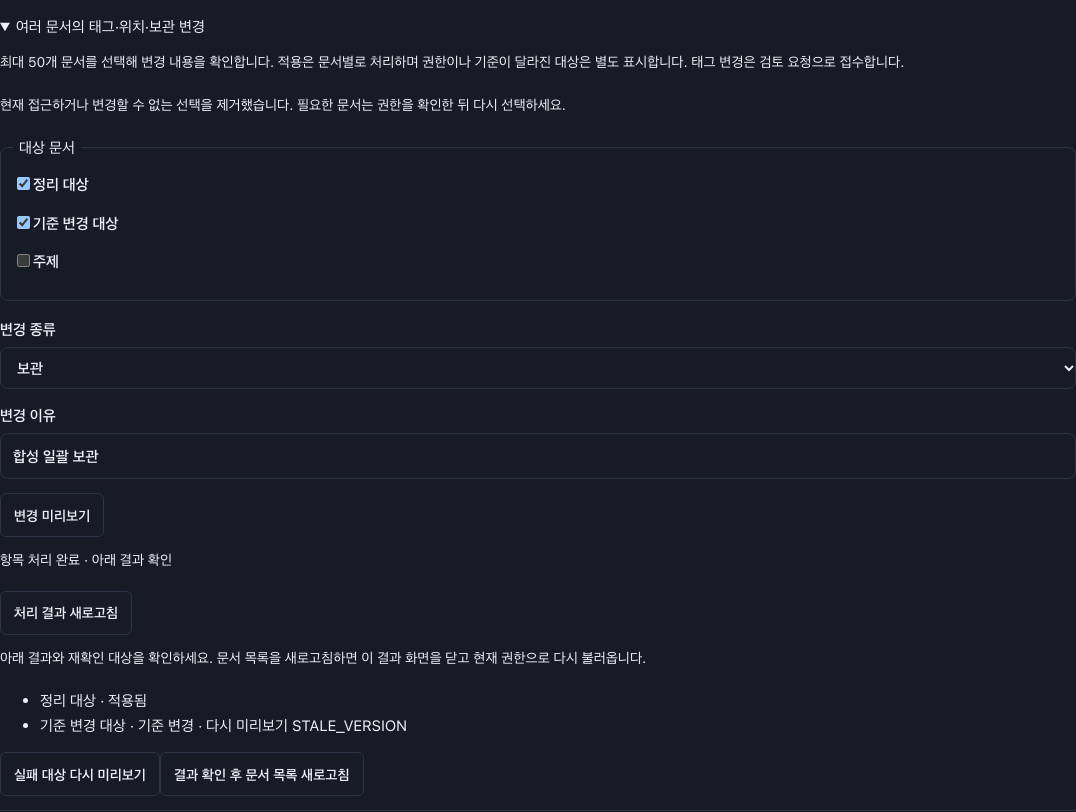 여러 문서의 태그·위치·보관 변경
최대 50개 문서를 선택해 변경 내용을 확인합니다. 적용은 문서별로 처리하며 권한이나 기준이 달라진 대상은 별도 표시합니다. 태그 변경은 검토 요청으로 접수합니다.
현재 접근하거나 변경할 수 없는 선택을 제거했습니다. 필요한 문서는 권한을 확인한 뒤 다시 선택하세요.
대상 문서
정리 대상
기준 변경 대상
주제
변경 종류
보관
변경 이유
합성 일괄 보관
변경 미리보기
항목 처리 완료 · 아래 결과 확인
처리 결과 새로고침
아래 결과와 재확인 대상을 확인하세요. 문서 목록을 새로고침하면 이 결과 화면을 닫고 현재 권한으로 다시 불러옵니다.
정리 대상 · 적용됨
기준 변경 대상 · 기준 변경 · 다시 미리보기 STALE_VERSION
실패 대상 다시 미리보기 결과 확인 후 문서 목록 새로고침